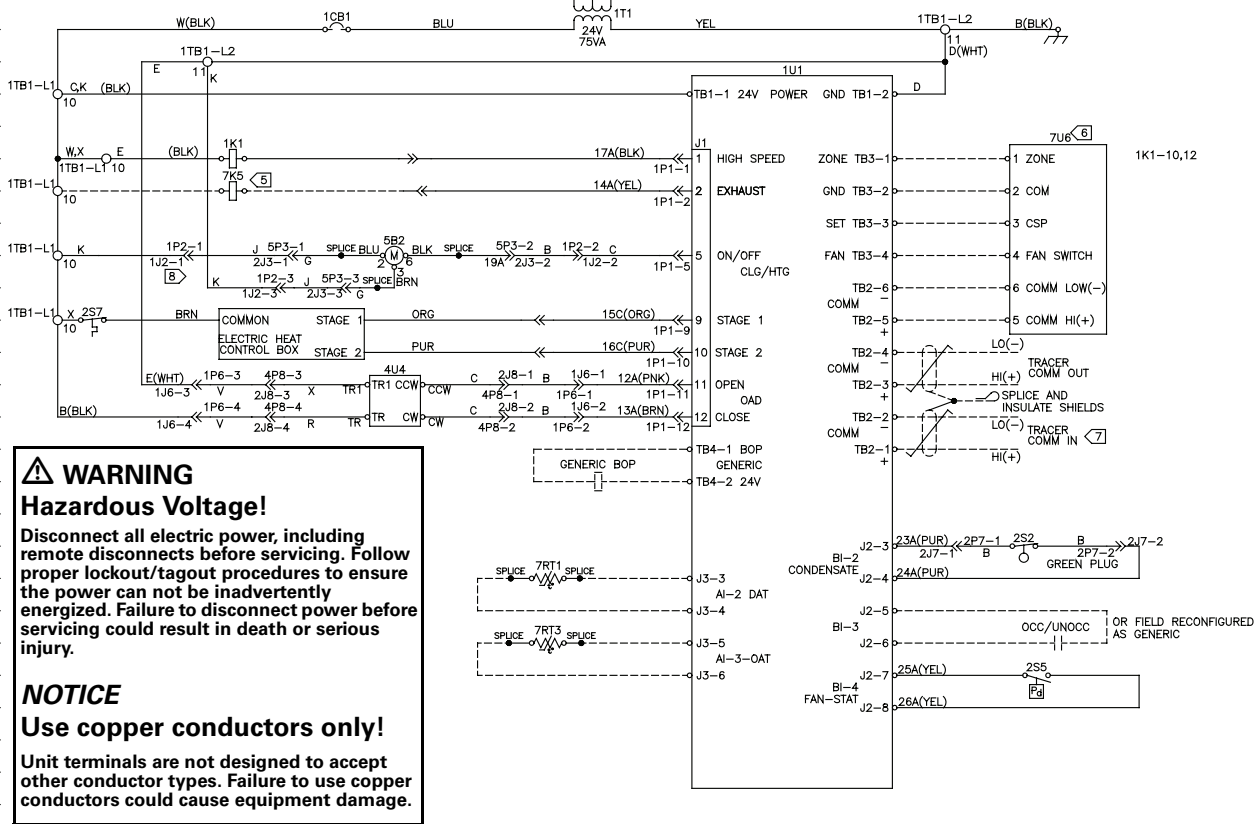 1T1
W(BLK) 1CB1 BLU 24V YEL 1TB1-L2 B(BLK)
75VA
11
D(WHT)
1TB1-L2
E 11 K
1U1
1TB1-L1 C,K (BLK) TB1-1 24V POWER GND TB1-2 D
10
J1 7U6 6
W,X E (BLK) 1K1 17A(BLK) 1 HIGH SPEED ZONE TB3-1 1 ZONE 1K1-10,12
1TB1-L1 10 1P1-1
1TB1-L1 7K5 5 14A(YEL) 2 EXHAUST GND TB3-2 2 COM
10 1P1-2
SET TB3-3 3 CSP
1TB1-L1 K 1P2-1 J 5P3-1 SPLICE BLU 5B2 BLK SPLICE 5P3-2 B 1P2-2 C 5 ON/OFF FAN TB3-4 4 FAN SWITCH
10 1J2-1 2J3-1 G 2 M 6 19A 2J3-2 1J2-2 1P1-5 CLG/HTG
8 3
K 1P2-3 J 5P3-3 SPLICE BRN TB2-6 6 COMM LOW(-)
1J2-3 2J3-3 G COMM -
1TB1-L1 X 2S7 BRN COMMON STAGE 1 ORG 15C(ORG) 9 STAGE 1 TB2-5 5 COMM HI(+)
10 1P1-9 +
ELECTRIC HEAT
CONTROL BOX
STAGE 2 PUR 16C(PUR) 10 STAGE 2 TB2-4 LO(-)
1P1-10 COMM - TRACER
COMM OUT
E(WHT) 1P6-3 4P8-3 4U4 C 2J8-1 B 1J6-1 12A(PNK) 11 OPEN TB2-3 HI(+)
1J6-3 V 2J8-3 X TR1 TR1 CCW CCW 4P8-1 1P6-1 1P1-11 OAD +
SPLICE AND
INSULATE SHIELDS
B(BLK) 1P6-4 4P8-4 TR CW C 2J8-2 B 1J6-2 13A(BRN) 12 CLOSE TB2-2 LO(-)
1J6-4 V 2J8-4 R TR CW 4P8-2 1P6-2 1P1-12 COMM - TRACER
COMM IN 7
TB4-1 BOP TB2-1 HI(+)
GENERIC BOP GENERIC +
TB4-2 24V
⚠ WARNING
Hazardous Voltage!
Disconnect all electric power, including
remote disconnects before servicing. Follow
proper lockout/tagout procedures to ensure
the power can not be inadvertently
energized. Failure to disconnect power before
servicing could result in death or serious
injury.
NOTICE
Use copper conductors only!
Unit terminals are not designed to accept
other conductor types. Failure to use copper
conductors could cause equipment damage.
J2-3 23A(PUR) 2P7-1 2S2 B 2J7-2
BI-2 2J7-1 B 2P7-2
CONDENSATE GREEN PLUG
J2-4 24A(PUR)
SPLICE 7RT1 SPLICE J3-3
AI-2 DAT
J3-4
J2-5
BI-3 OCC/UNOCC OR FIELD RECONFIGURED
AS GENERIC
J2-6
SPLICE 7RT3 SPLICE J3-5
AI-3-OAT
J3-6
J2-7 25A(YEL) 2S5
BI-4 Pd
FAN-STAT
J2-8 26A(YEL)